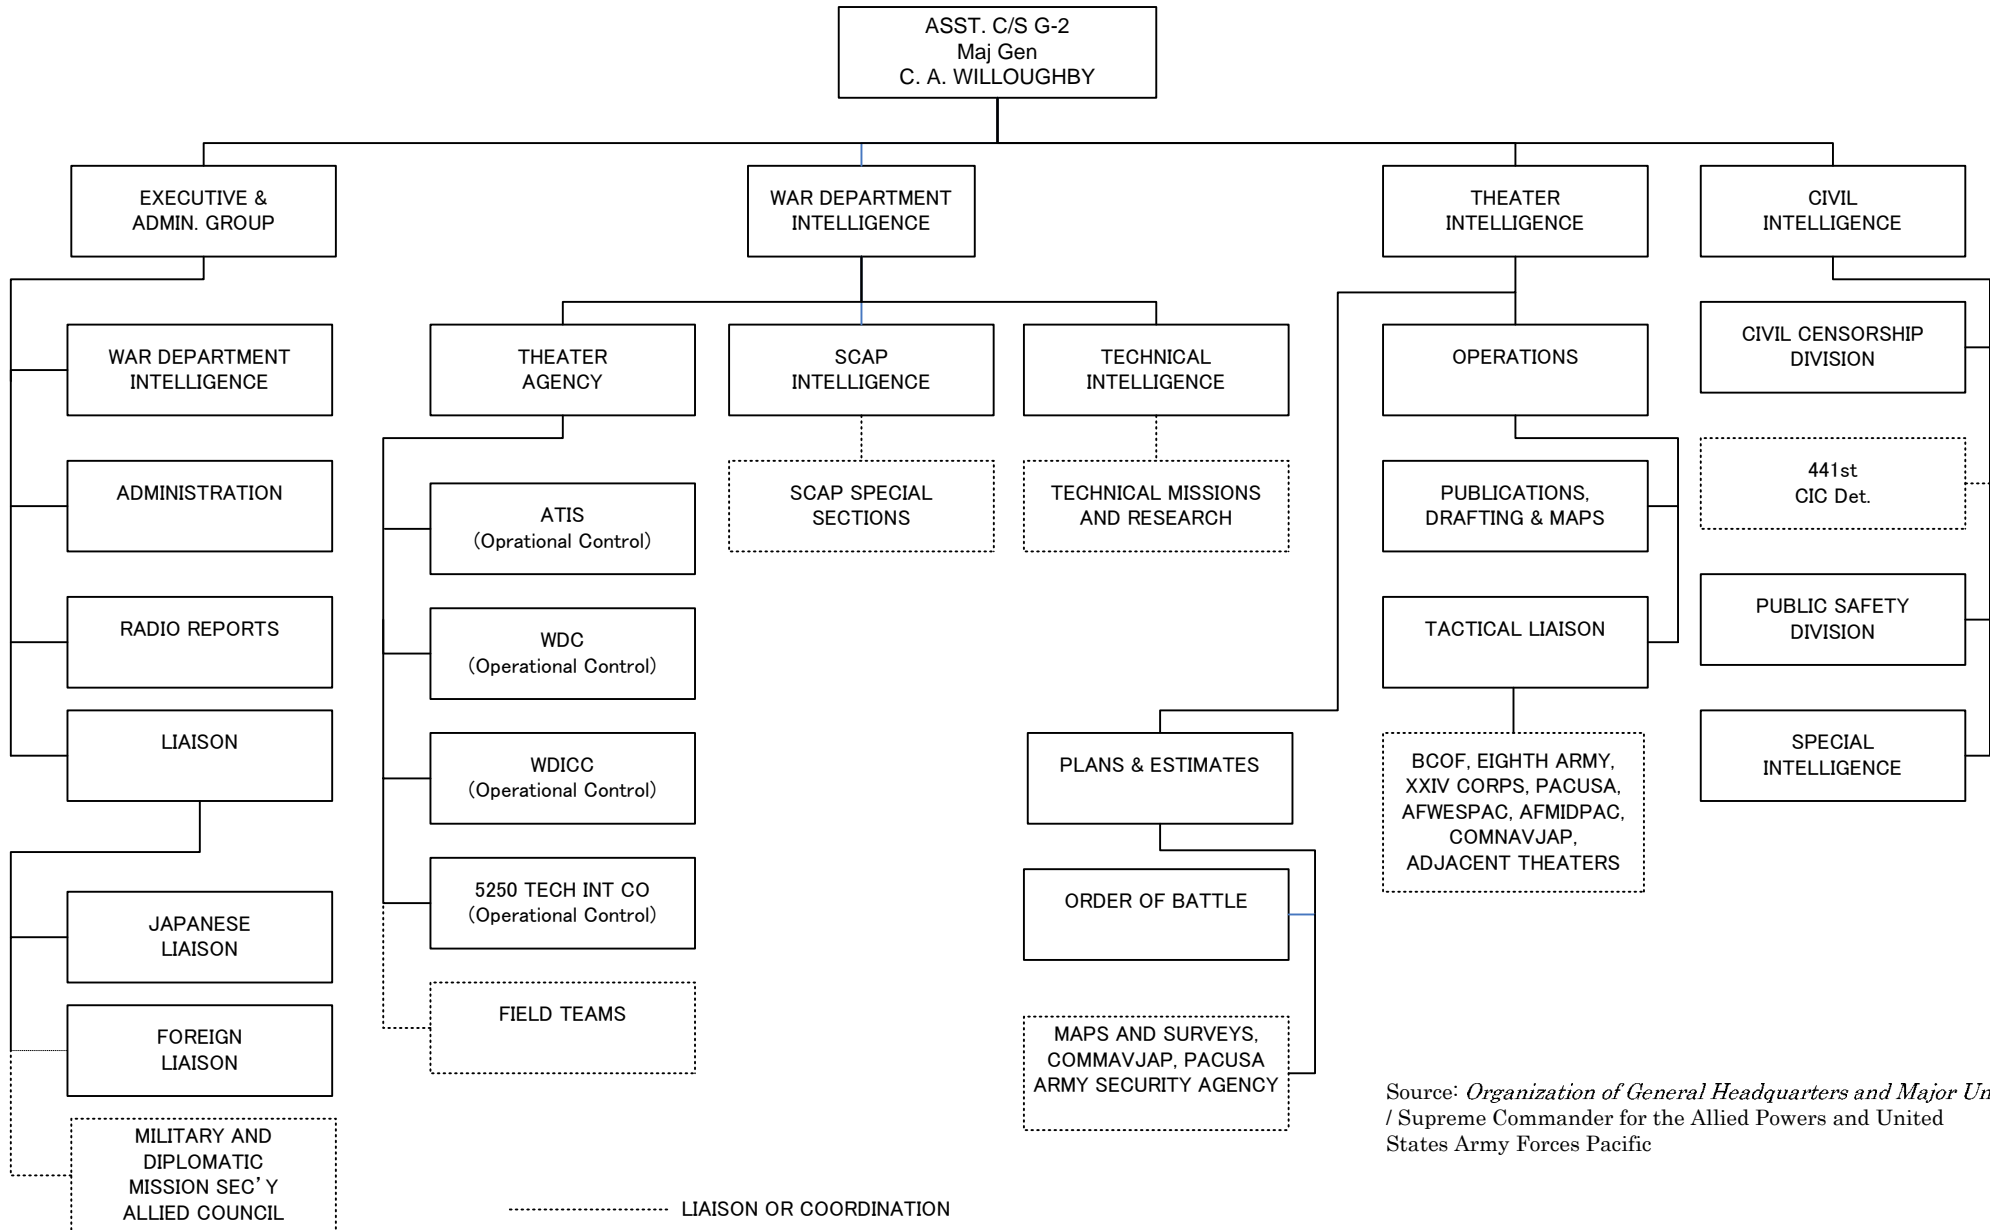 ASST. C/S G-2
Maj Gen
C. A. WILLOUGHBY
EXECUTIVE &
ADMIN. GROUP
WAR DEPARTMENT
INTELLIGENCE
THEATER
INTELLIGENCE
CIVIL
INTELLIGENCE
WAR DEPARTMENT
INTELLIGENCE
ADMINISTRATION
RADIO REPORTS
LIAISON
JAPANESE
LIAISON
FOREIGN
LIAISON
MILITARY AND
DIPLOMATIC
MISSION SEC'Y
ALLIED COUNCIL
THEATER
AGENCY
ATIS
(Oprational Control)
WDC
(Operational Control)
WDICC
(Operational Control)
5250 TECH INT CO
(Operational Control)
FIELD TEAMS
SCAP
INTELLIGENCE
SCAP SPECIAL
SECTIONS
TECHNICAL
INTELLIGENCE
TECHNICAL MISSIONS
AND RESEARCH
OPERATIONS
PUBLICATIONS,
DRAFTING & MAPS
TACTICAL LIAISON
BCOF, EIGHTH ARMY,
XXIV CORPS, PACUSA,
AFWESPAC, AFMIDPAC,
COMNAVJAP,
ADJACENT THEATERS
PLANS & ESTIMATES
ORDER OF BATTLE
MAPS AND SURVEYS,
COMMAVJAP, PACUSA
ARMY SECURITY AGENCY
CIVIL CENSORSHIP
DIVISION
441st
CIC Det.
PUBLIC SAFETY
DIVISION
SPECIAL
INTELLIGENCE
LIAISON OR COORDINATION
Source: Organization of General Headquarters and Major
/ Supreme Commander for the Allied Powers and United
States Army Forces Pacific